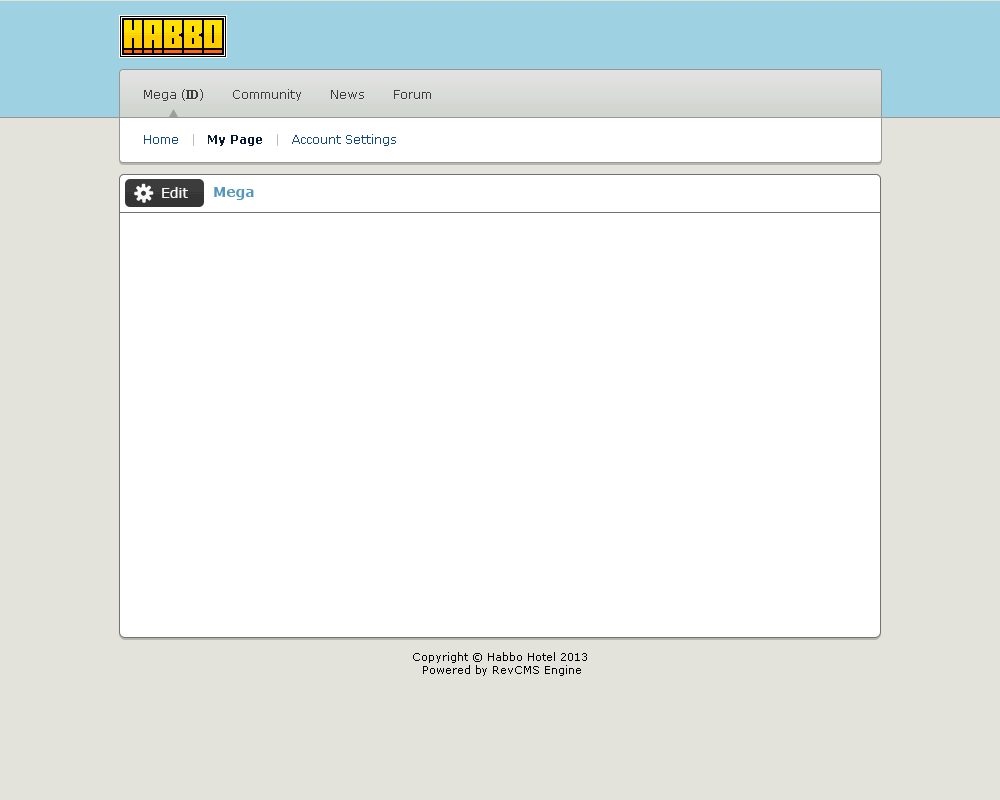 HABBO
Mega (ID) Community News Forum
Home | My Page | Account Settings
Edit Mega
Copyright © Habbo Hotel 2013
Powered by RevCMS Engine